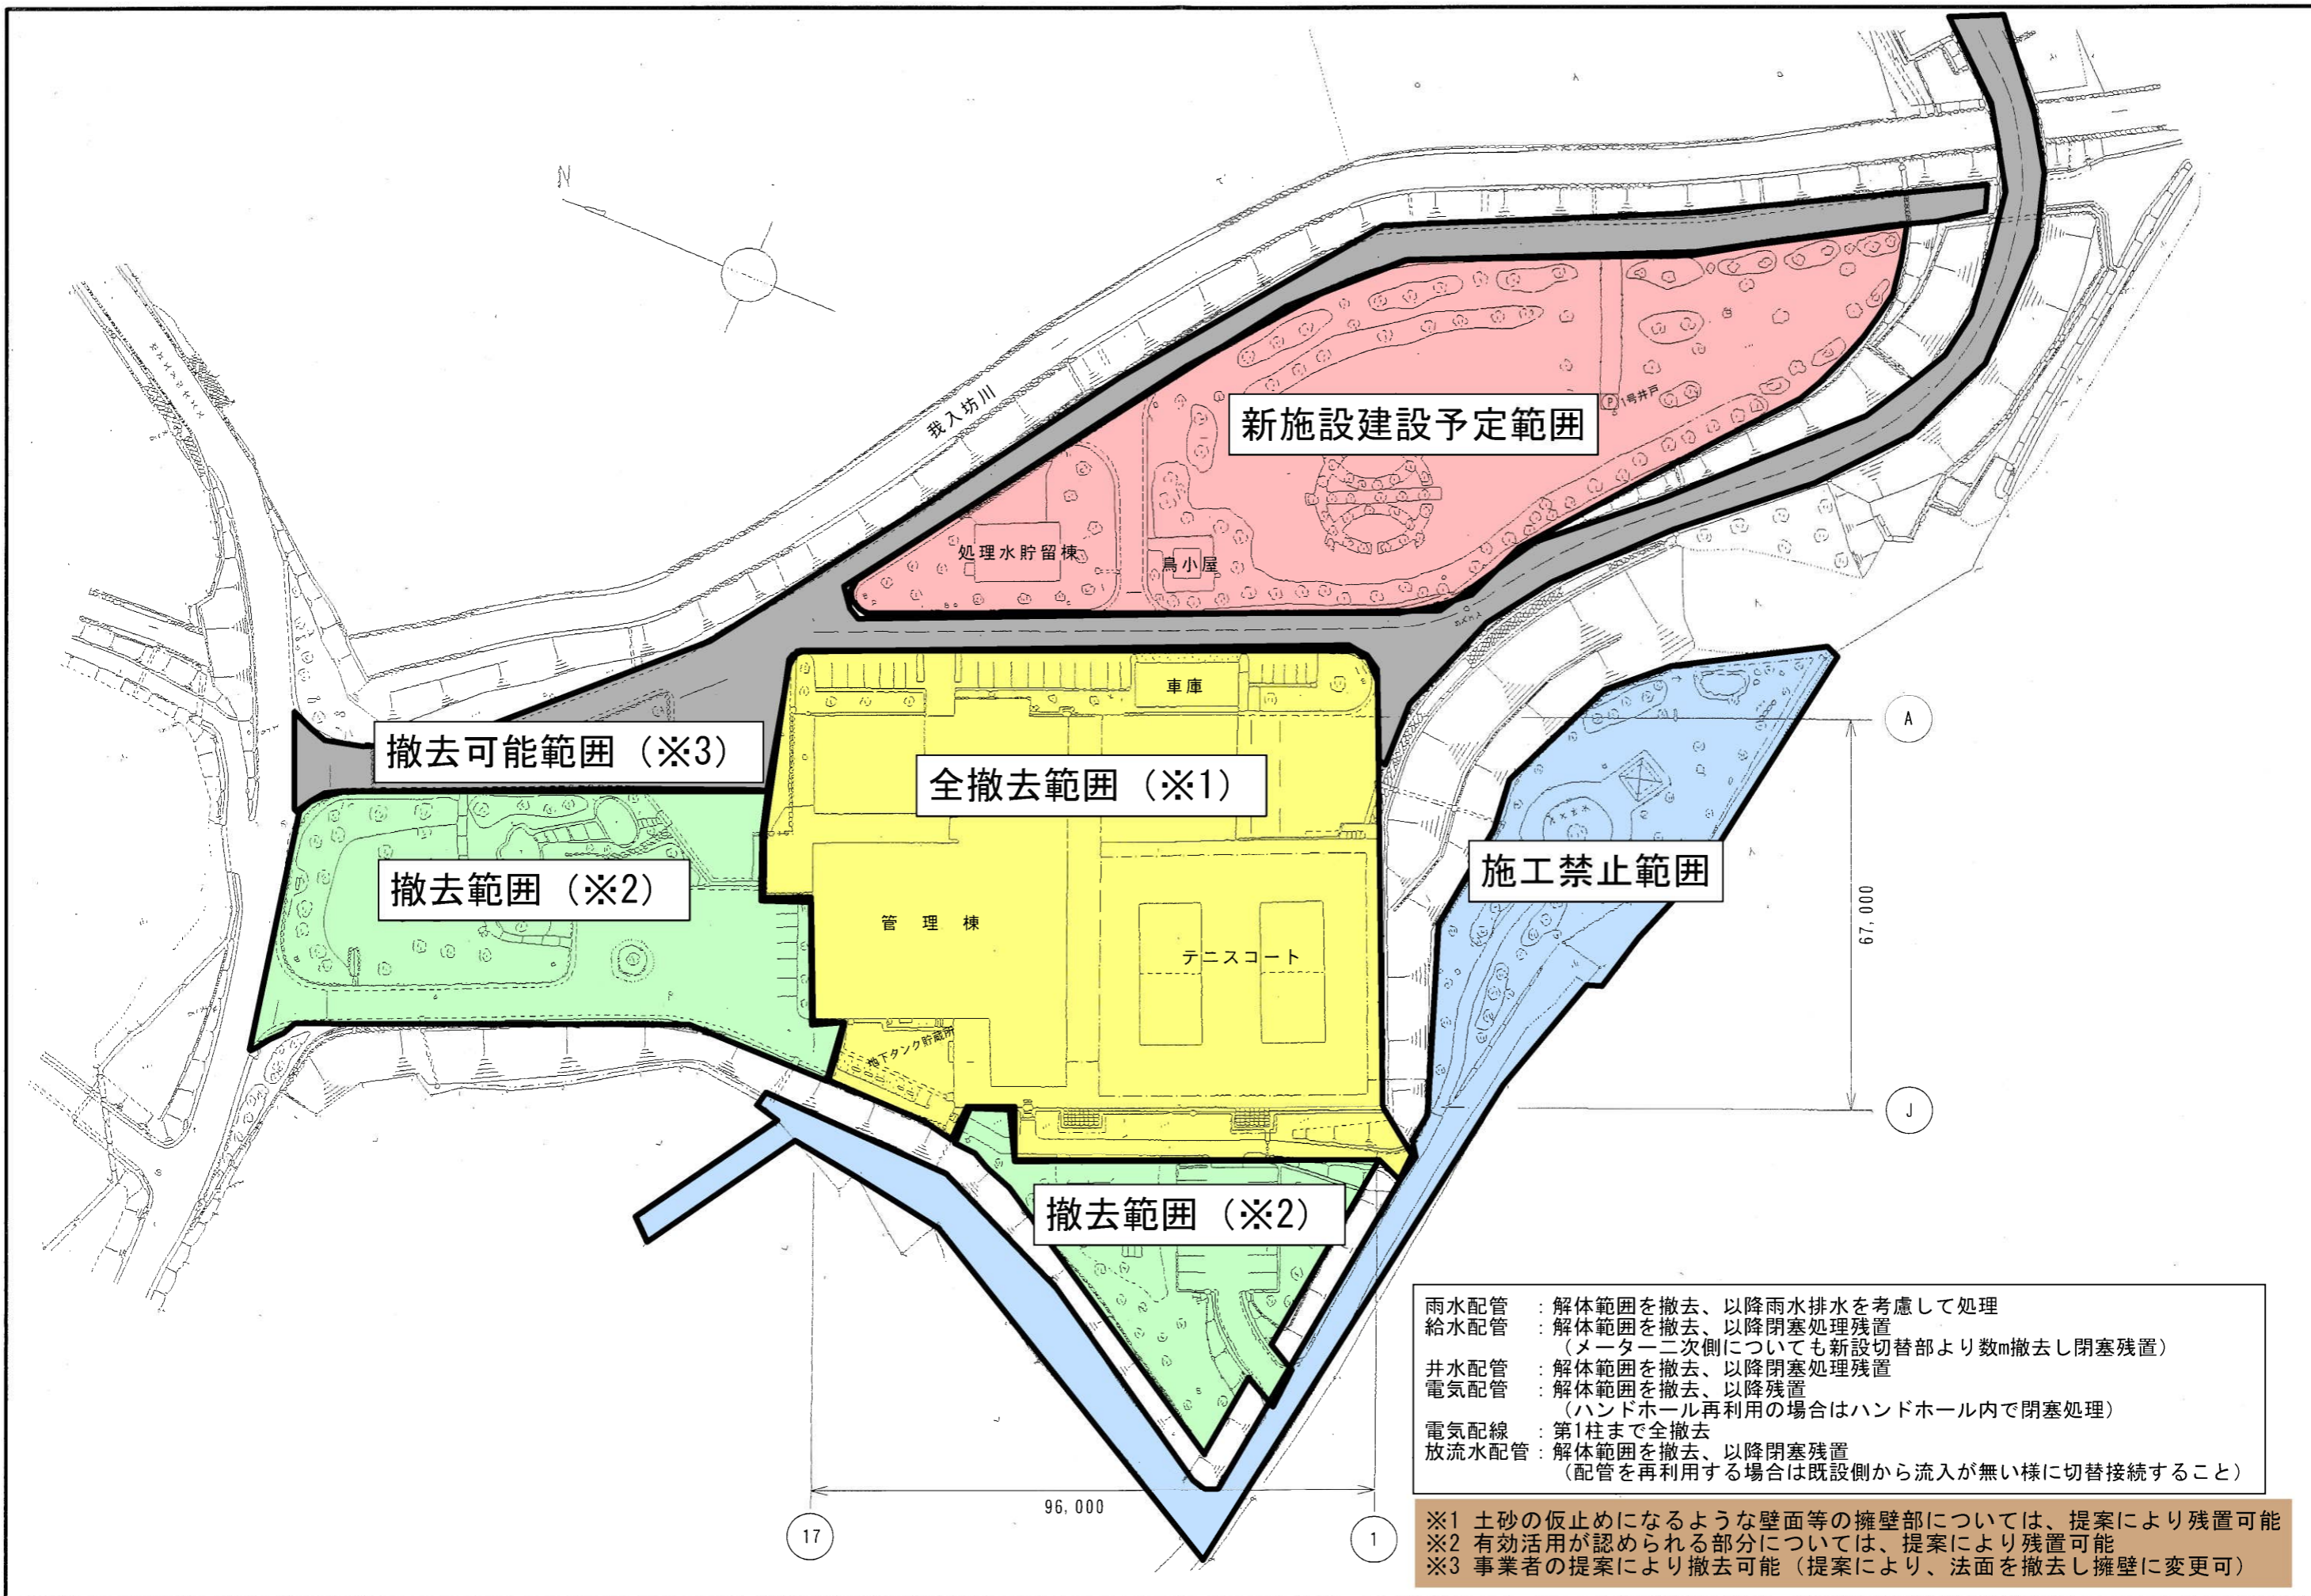 N
我入坊川
新施設建設予定範囲
1号井戸
P
処理水貯留棟
鳥小屋
車庫
撤去可能範囲（※3）
全撤去範囲（※1）
A
撤去範囲（※2）
施工禁止範囲
管 理 棟
テニスコート
67,000
地下タンク貯蔵所
J
撤去範囲（※2）
96,000
17
1
雨水配管 ：解体範囲を撤去、以降雨水排水を考慮して処理
給水配管 ：解体範囲を撤去、以降閉塞処理残置
（メーター二次側についても新設切替部より数m撤去し閉塞残置）
井水配管 ：解体範囲を撤去、以降閉塞処理残置
電気配管 ：解体範囲を撤去、以降残置
（ハンドホール再利用の場合はハンドホール内で閉塞処理）
電気配線 ：第1柱まで全撤去
放流水配管：解体範囲を撤去、以降閉塞残置
（配管を再利用する場合は既設側から流入が無い様に切替接続すること）
※1 土砂の仮止めになるような壁面等の擁壁部については、提案により残置可能
※2 有効活用が認められる部分については、提案により残置可能
※3 事業者の提案により撤去可能（提案により、法面を撤去し擁壁に変更可）